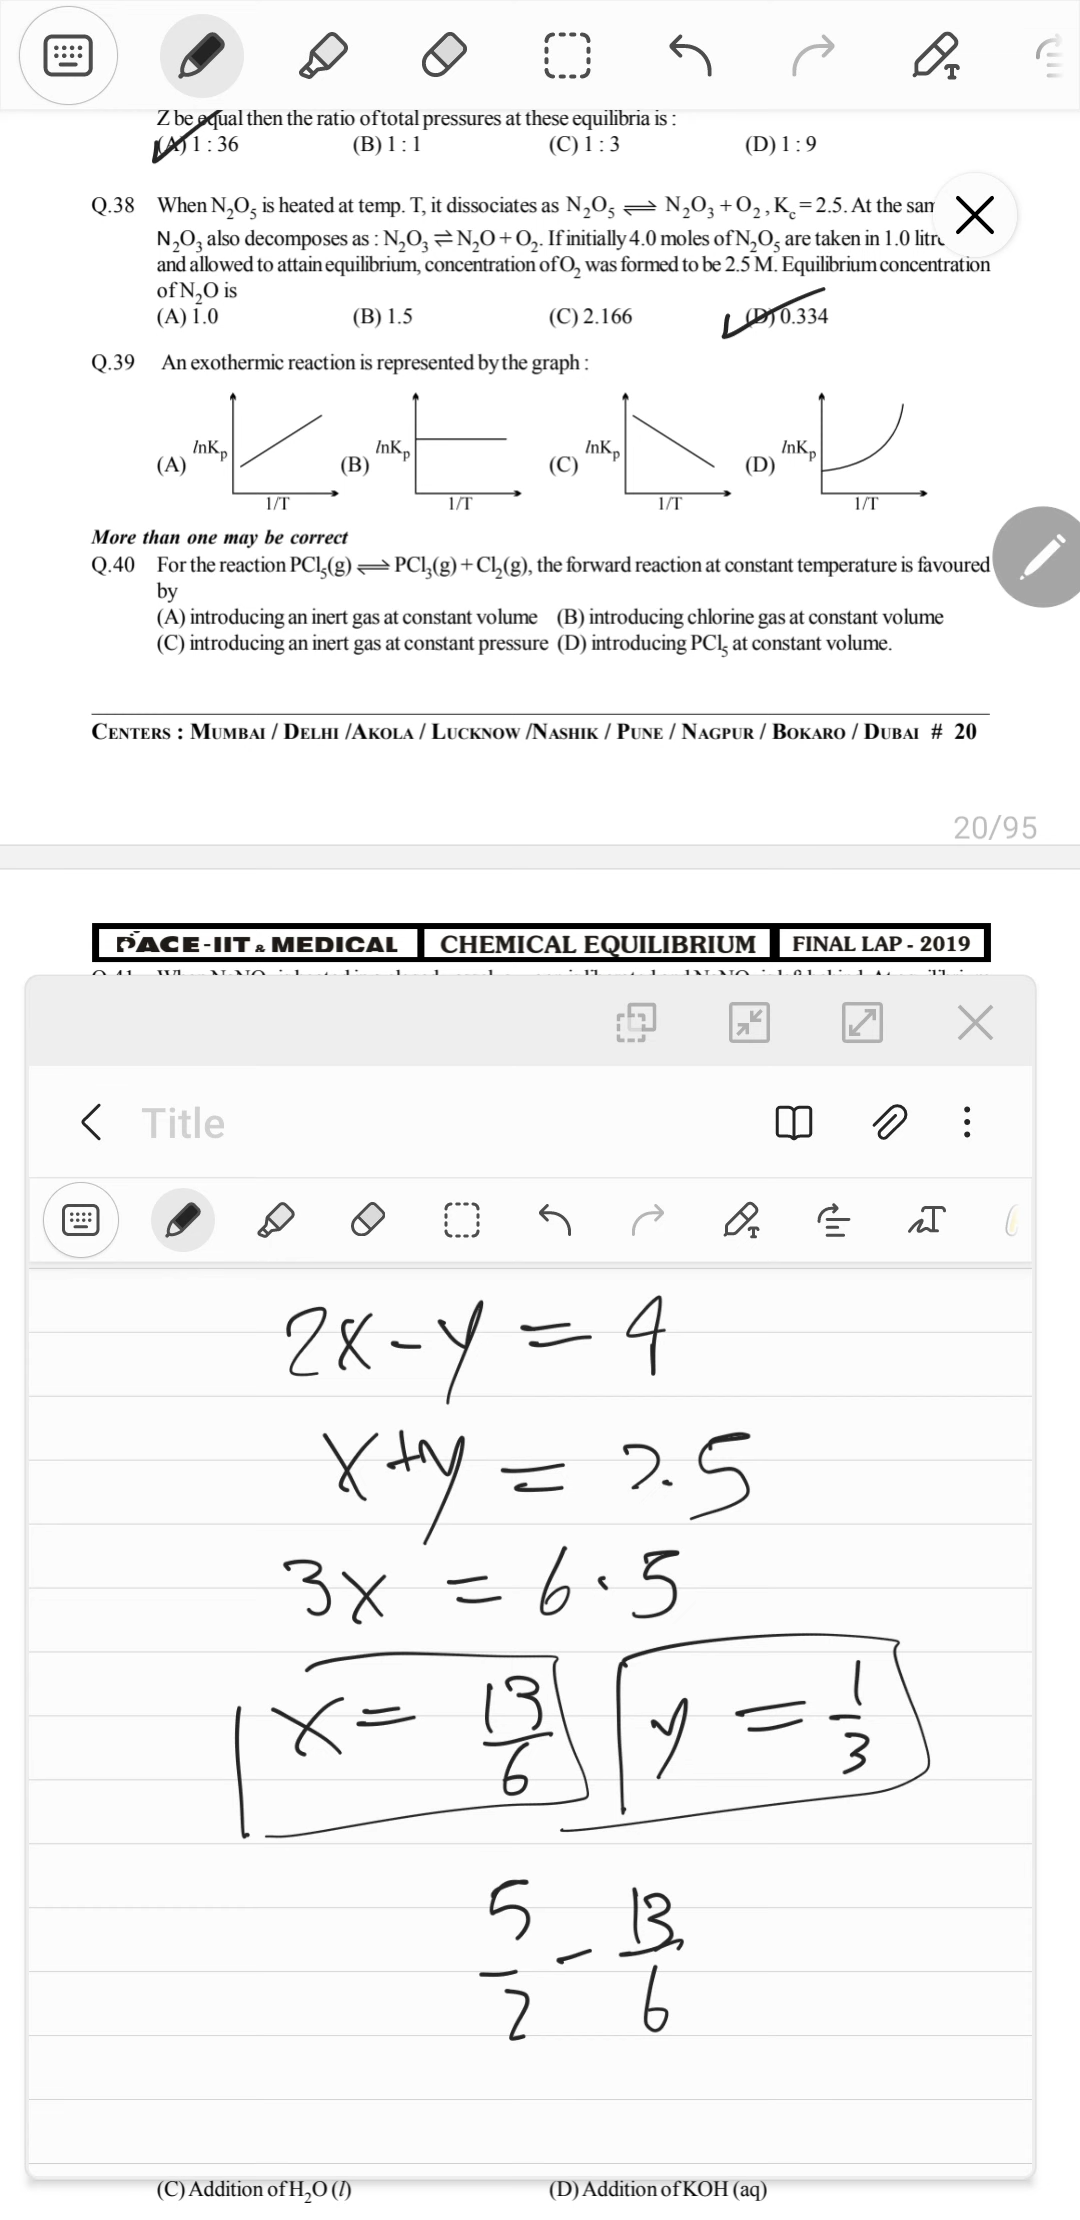 Z be equal then the ratio of total pressures at these equilibria is :
(A) 1 : 36 (B) 1 : 1 (C) 1 : 3 (D) 1 : 9
Q.38 When N₂O₅ is heated at temp. T, it dissociates as N₂O₅ ⇌ N₂O₃ + O₂ , K꜀ = 2.5. At the
N₂O₃ also decomposes as : N₂O₃ ⇌ N₂O + O₂. If initially 4.0 moles of N₂O₅ are taken in 1.0
and allowed to attain equilibrium, concentration of O₂ was formed to be 2.5 M. Equilibrium concentration
of N₂O is
(A) 1.0 (B) 1.5 (C) 2.166 (D) 0.334
Q.39 An exothermic reaction is represented by the graph :
(A) lnKp 1/T (B) lnKp 1/T (C) lnKp 1/T (D) lnKp 1/T
More than one may be correct
Q.40 For the reaction PCl₅(g) ⇌ PCl₃(g) + Cl₂(g), the forward reaction at constant temperature is favoured
by
(A) introducing an inert gas at constant volume (B) introducing chlorine gas at constant volume
(C) introducing an inert gas at constant pressure (D) introducing PCl₅ at constant volume.
CENTERS : MUMBAI / DELHI /AKOLA / LUCKNOW /NASHIK / PUNE / NAGPUR / BOKARO / DUBAI # 20
20/95
PACE-IIT & MEDICAL CHEMICAL EQUILIBRIUM FINAL LAP - 2019
Title
2x - y = 4
x + y = 2.5
3x = 6.5
x = 13/6 y = 1/3
5/2 - 13/6
(C) Addition of H₂O (l) (D) Addition of KOH (aq)